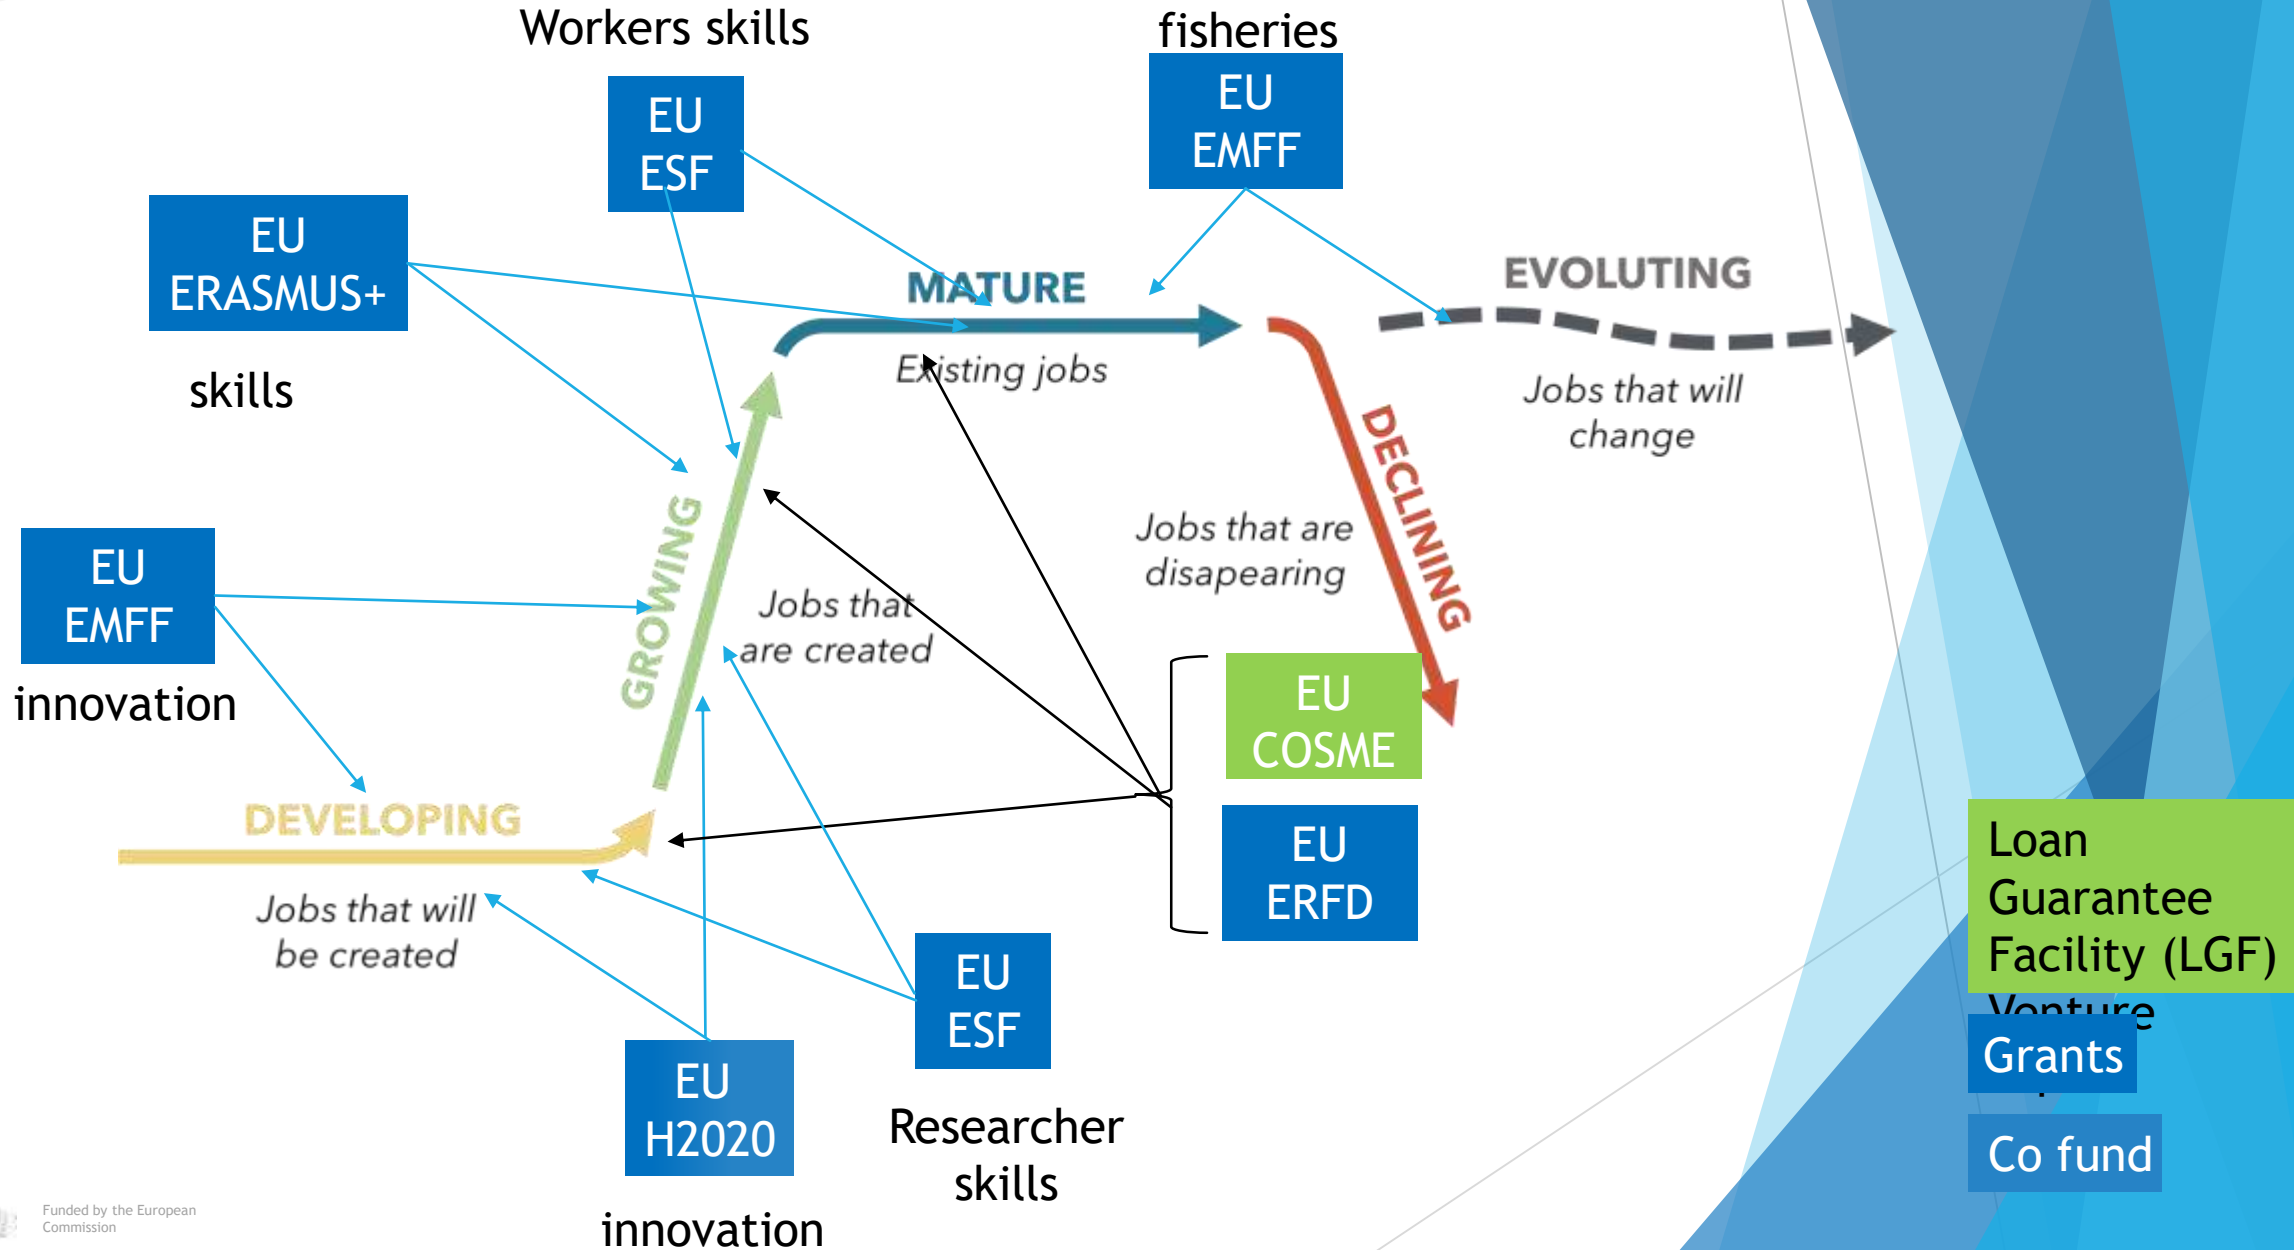 Workers skills
fisheries
EU
ESF
EU
EMFF
EU
ERASMUS+
skills
MATURE
Existing jobs
EVOLUTING
Jobs that will
change
DECLINING
Jobs that are
disapearing
EU
EMFF
innovation
GROWING
Jobs that
are created
EU
COSME
EU
ERFD
DEVELOPING
Jobs that will
be created
EU
ESF
Researcher
skills
EU
H2020
innovation
Loan
Guarantee
Facility (LGF)
Venture
Grants
Co fund
Funded by the European
Commission